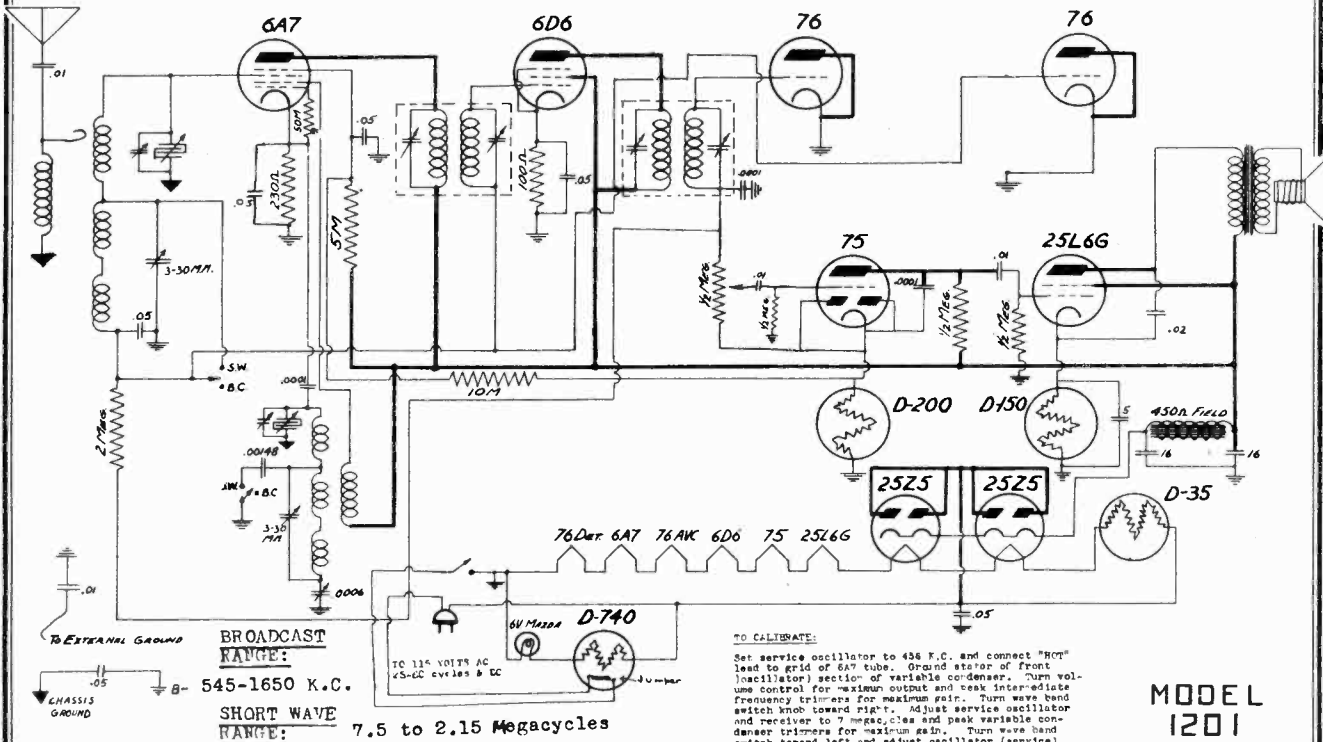 6A7
6D6
76
76
.01
50M
.05
230Ω
.05
.5M
100Ω
.05
.0001
3-30 MM.
.05
S.W.
B.C.
2 MEG.
.0001
.00148
S.W.
B.C
3-30
MM
.0006
10M
½ MEG.
.01
½ MEG.
75
.0001
½ MEG.
.01
½ MEG.
25L6G
.02
D-200
D-150
5
450Ω FIELD
16
16
25Z5
25Z5
D-35
76 DET. 6A7 76 AVC 6D6 75 25L6G
6V MAZDA
D-740
Jumper
.05
.01
TO EXTERNAL GROUND
.05
CHASSIS
GROUND
B-
BROADCAST
RANGE:
545-1650 K.C.
SHORT WAVE
RANGE:
7.5 to 2.15 Megacycles
TO 115 VOLTS AC
cycles & DC
TO CALIBRATE:
Set service oscillator to 456 K.C. and connect "HOT"
lead to grid of 6A7 tube. Ground stator of front
(oscillator) section of variable condenser. Turn vol-
ume control for maximum output and peak intermediate
frequency trimmers for maximum gain. Turn wave band
switch knob toward right. Adjust service oscillator
and receiver to 7 megacycles and peak variable con-
denser trimmers for maximum gain. Turn wave band
switch toward left and adjust oscillator (service)
MODEL
1201